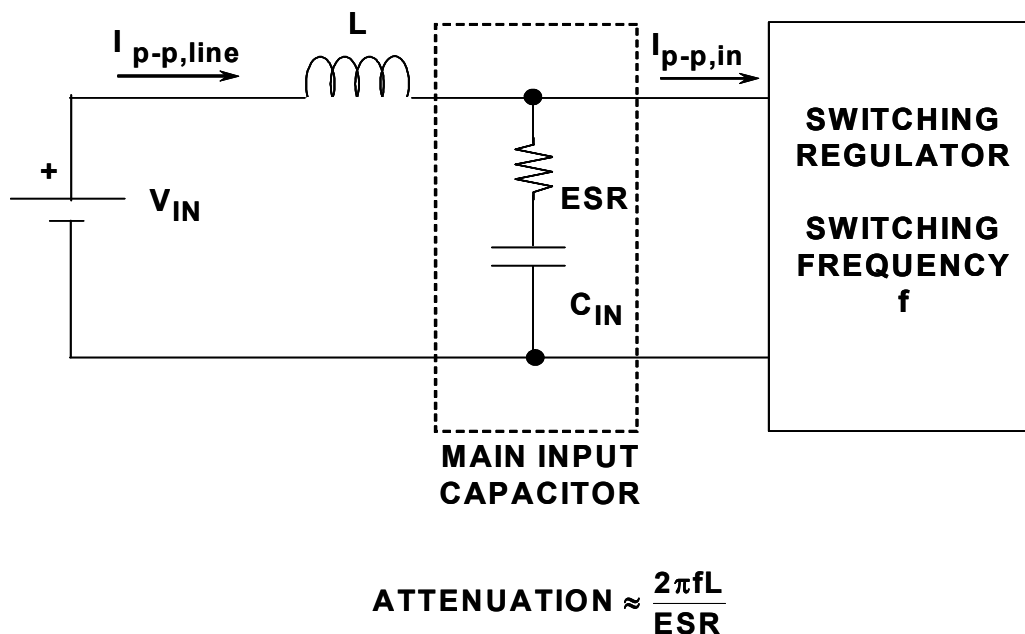 I p-p,line
L
I p-p,in
SWITCHING
REGULATOR
SWITCHING
FREQUENCY
f
+
V IN
ESR
C IN
MAIN INPUT
CAPACITOR
ATTENUATION ≈ 2πfL
ESR